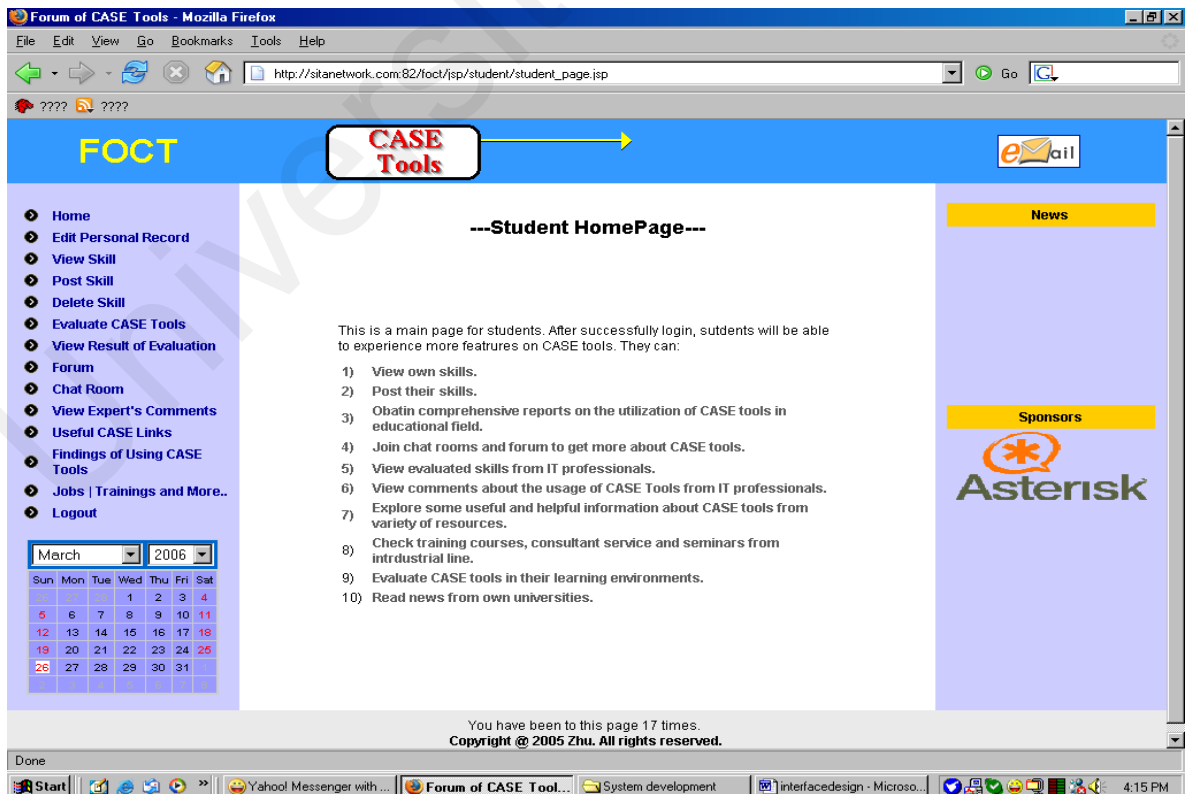 Forum of CASE Tools - Mozilla Firefox
File Edit View Go Bookmarks Tools Help
http://sitanetwork.com:82/foct/jsp/student/student_page.jsp
Go
G
???? ????
FOCT
CASE
Tools
eMail
Home
Edit Personal Record
View Skill
Post Skill
Delete Skill
Evaluate CASE Tools
View Result of Evaluation
Forum
Chat Room
View Expert's Comments
Useful CASE Links
Findings of Using CASE
Tools
Jobs | Trainings and More..
Logout
March 2006
Sun Mon Tue Wed Thu Fri Sat
26 27 28 1 2 3 4
5 6 7 8 9 10 11
12 13 14 15 16 17 18
19 20 21 22 23 24 25
26 27 28 29 30 31 1
2 3 4 5 6 7 8
---Student HomePage---
This is a main page for students. After successfully login, sutdents will be able
to experience more featrures on CASE tools. They can:
1) View own skills.
2) Post their skills.
3) Obatin comprehensive reports on the utilization of CASE tools in
educational field.
4) Join chat rooms and forum to get more about CASE tools.
5) View evaluated skills from IT professionals.
6) View comments about the usage of CASE Tools from IT professionals.
7) Explore some useful and helpful information about CASE tools from
variety of resources.
8) Check training courses, consultant service and seminars from
intrdustrial line.
9) Evaluate CASE tools in their learning environments.
10) Read news from own universities.
News
Sponsors
Asterisk
You have been to this page 17 times.
Copyright @ 2005 Zhu. All rights reserved.
Done
Start
Yahoo! Messenger with ...
Forum of CASE Tool...
System development
interfacedesign - Microso...
4:15 PM